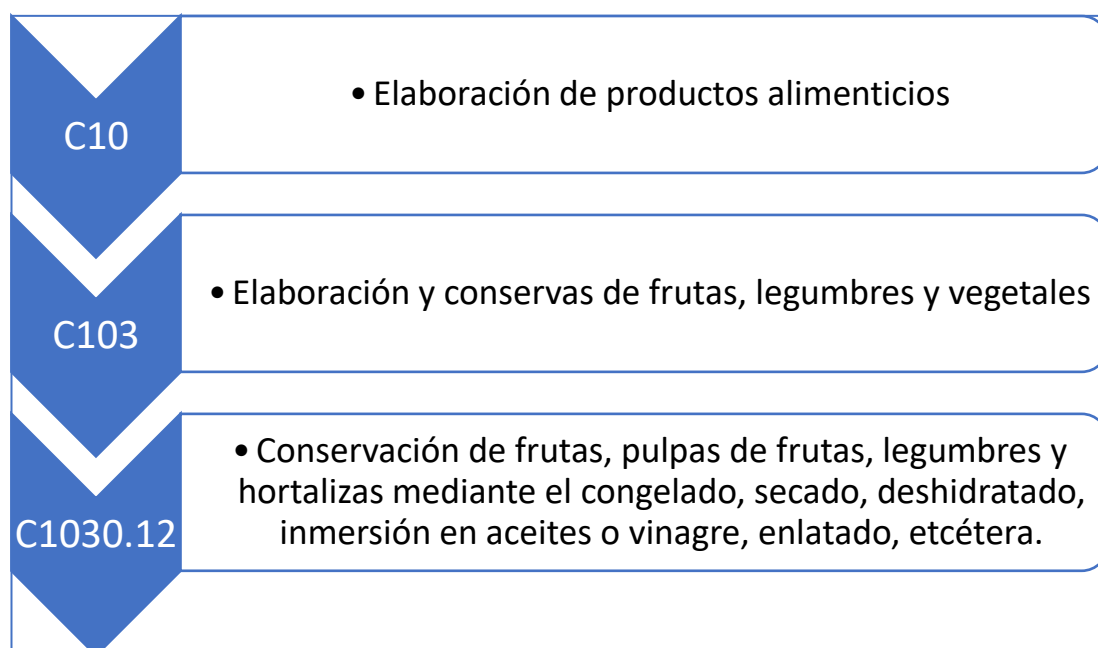 C10
• Elaboración de productos alimenticios
C103
• Elaboración y conservas de frutas, legumbres y vegetales
C1030.12
• Conservación de frutas, pulpas de frutas, legumbres y
hortalizas mediante el congelado, secado, deshidratado,
inmersión en aceites o vinagre, enlatado, etcétera.